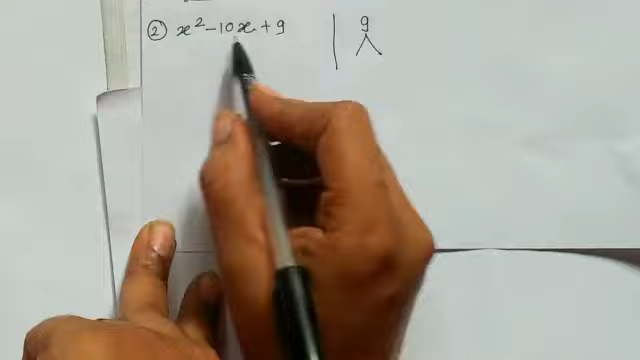 ② x² - 10x + 9
9